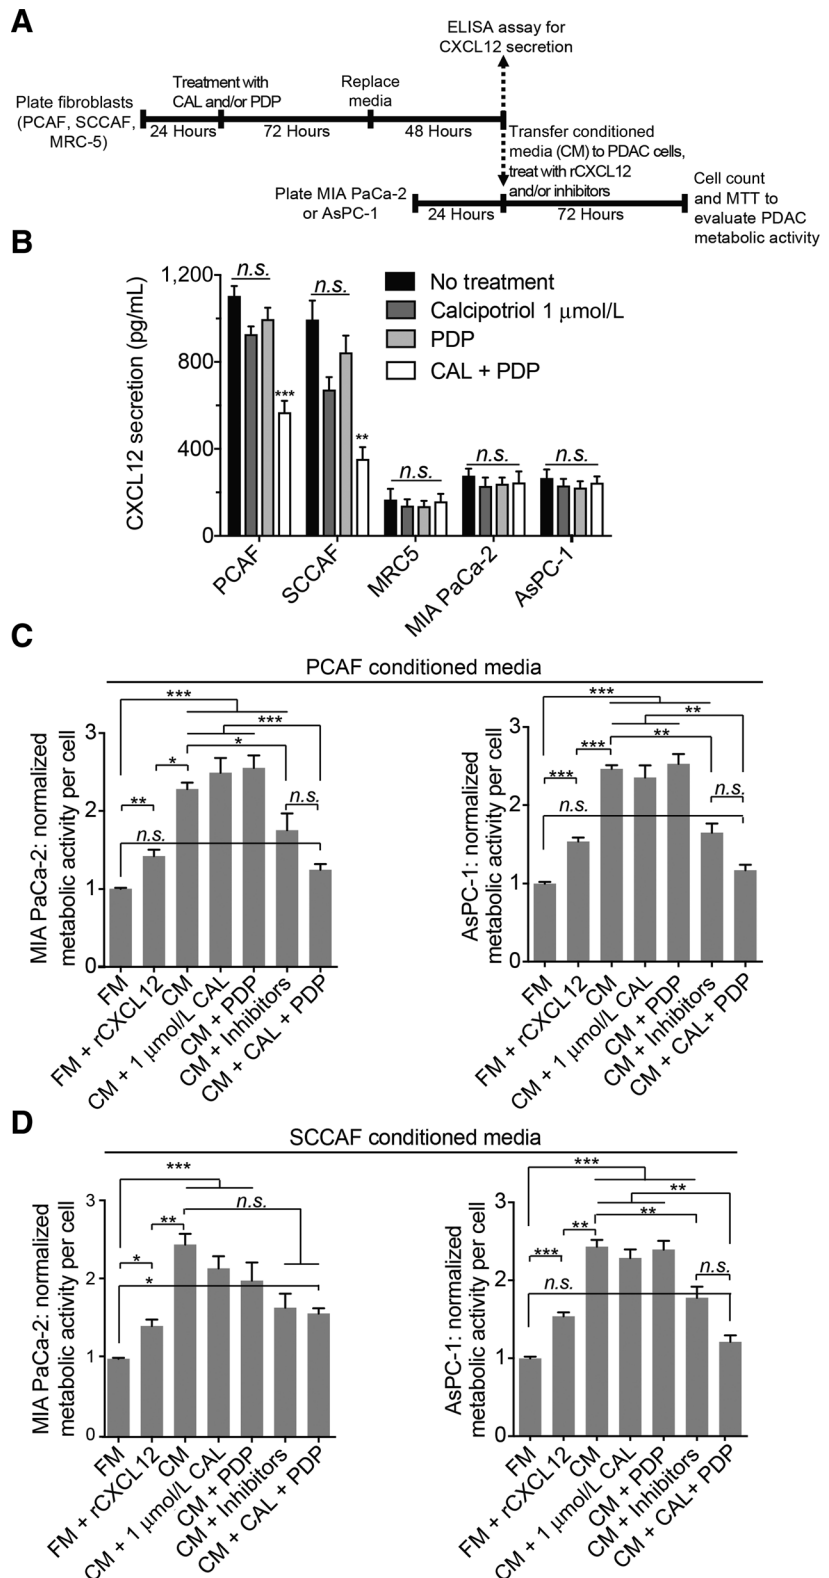 A
ELISA assay for
CXCL12 secretion
Treatment with
CAL and/or PDP
Replace
media
Plate fibroblasts
(PCAF, SCCAF,
MRC-5)
24 Hours
72 Hours
48 Hours
Transfer conditioned
media (CM) to PDAC cells,
treat with rCXCL12
and/or inhibitors
Plate MIA PaCa-2
or AsPC-1
24 Hours
72 Hours
Cell count
and MTT to
evaluate PDAC
metabolic activity
B
CXCL12 secretion (pg/mL)
1,200
800
400
0
n.s.
***
n.s.
**
n.s.
n.s.
n.s.
No treatment
Calcipotriol 1 μmol/L
PDP
CAL + PDP
PCAF
SCCAF
MRC5
MIA PaCa-2
AsPC-1
C
PCAF conditioned media
MIA PaCa-2: normalized
metabolic activity per cell
3
2
1
0
***
***
*
*
**
n.s.
n.s.
FM
FM + rCXCL12
CM
CM + 1 μmol/L CAL
CM + PDP
CM + Inhibitors
CM + CAL + PDP
AsPC-1: normalized
metabolic activity per cell
3
2
1
0
***
**
**
***
***
n.s.
n.s.
FM
FM + rCXCL12
CM
CM + 1 μmol/L CAL
CM + PDP
CM + Inhibitors
CM + CAL + PDP
D
SCCAF conditioned media
MIA PaCa-2: normalized
metabolic activity per cell
3
2
1
0
***
n.s.
**
*
*
FM
FM + rCXCL12
CM
CM + 1 μmol/L CAL
CM + PDP
CM + Inhibitors
CM + CAL + PDP
AsPC-1: normalized
metabolic activity per cell
3
2
1
0
***
**
**
**
***
n.s.
n.s.
FM
FM + rCXCL12
CM
CM + 1 μmol/L CAL
CM + PDP
CM + Inhibitors
CM + CAL+ PDP